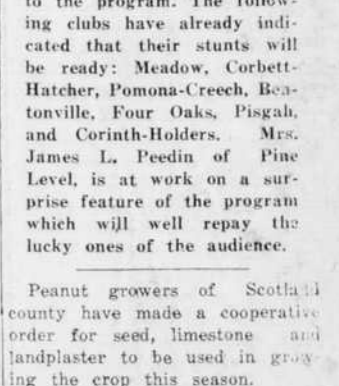 to the program. The follow-
ing clubs have already indi-
cated that their stunts will
be ready: Meadow, Corbett-
Hatcher, Pomona-Creech, Bea-
tonville, Four Oaks, Pisgah,
and Corinth-Holders. Mrs.
James L. Peedin of Pine
Level, is at work on a sur-
prise feature of the program
which will well repay the
lucky ones of the audience.
Peanut growers of Scotland
county have made a cooperative
order for seed, limestone and
landplaster to be used in grow-
ing the crop this season.